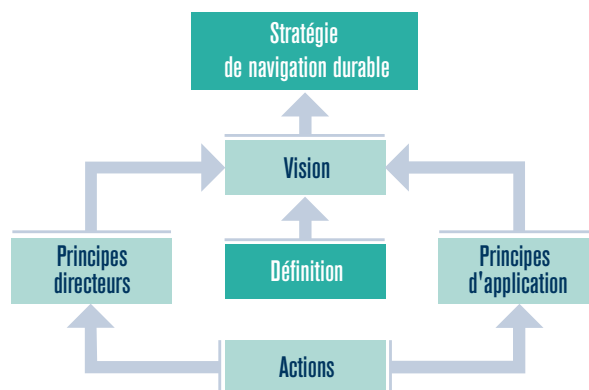 Stratégie
de navigation durable
Vision
Principes
directeurs
Définition
Principes
d'application
Actions